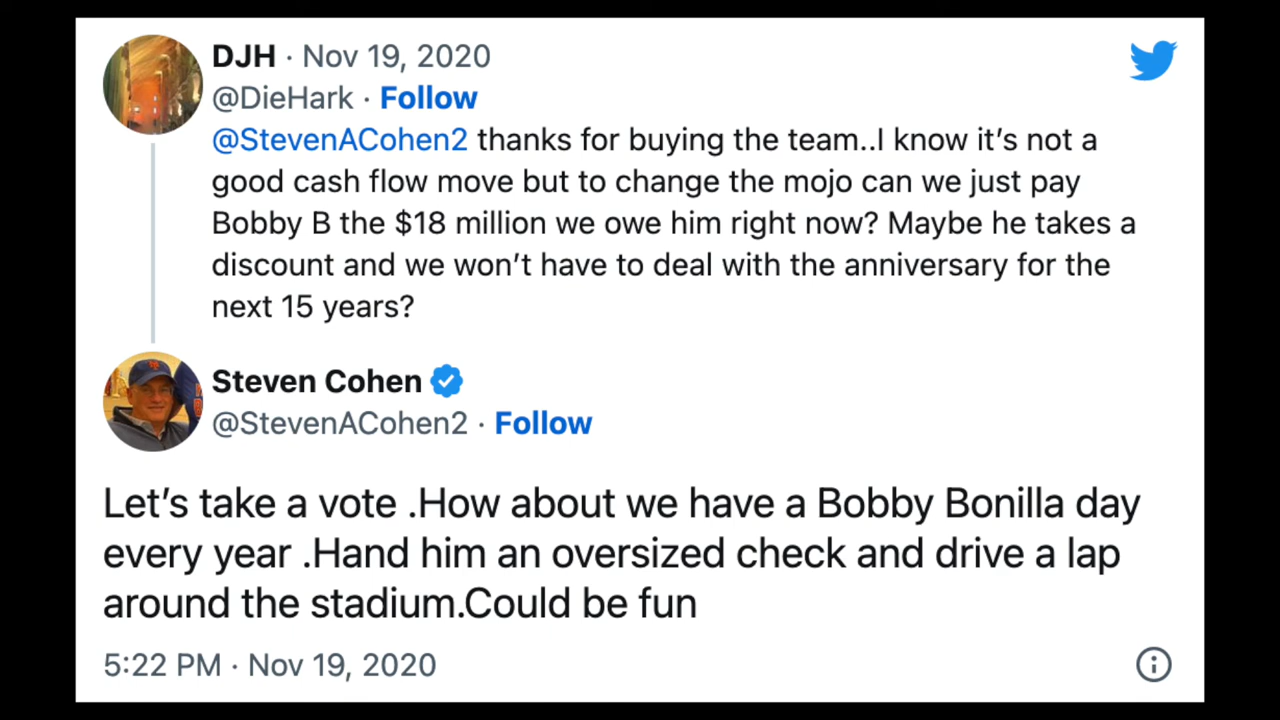 DJH · Nov 19, 2020
@DieHark · Follow
@StevenACohen2 thanks for buying the team..I know it’s not a
good cash flow move but to change the mojo can we just pay
Bobby B the $18 million we owe him right now? Maybe he takes a
discount and we won’t have to deal with the anniversary for the
next 15 years?
Steven Cohen
@StevenACohen2 · Follow
Let’s take a vote .How about we have a Bobby Bonilla day
every year .Hand him an oversized check and drive a lap
around the stadium.Could be fun
5:22 PM · Nov 19, 2020